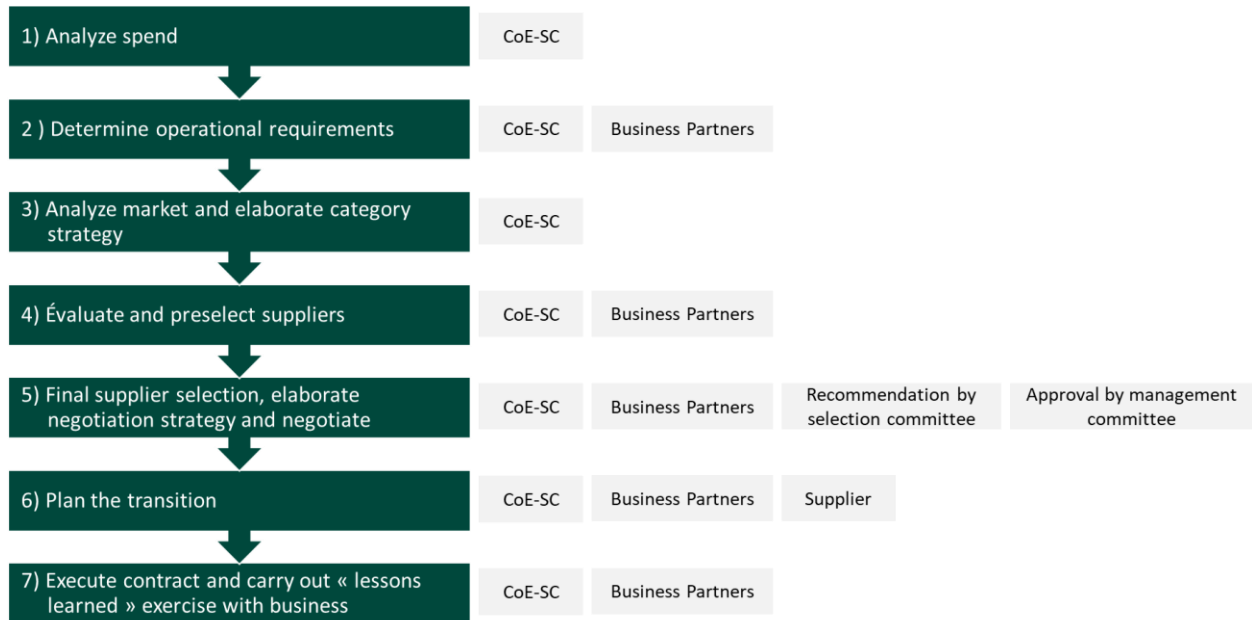 1) Analyze spend
CoE-SC
2 ) Determine operational requirements
CoE-SC
Business Partners
3) Analyze market and elaborate category
strategy
CoE-SC
4) Évaluate and preselect suppliers
CoE-SC
Business Partners
5) Final supplier selection, elaborate
negotiation strategy and negotiate
CoE-SC
Business Partners
Recommendation by
selection committee
Approval by management
committee
6) Plan the transition
CoE-SC
Business Partners
Supplier
7) Execute contract and carry out « lessons
learned » exercise with business
CoE-SC
Business Partners